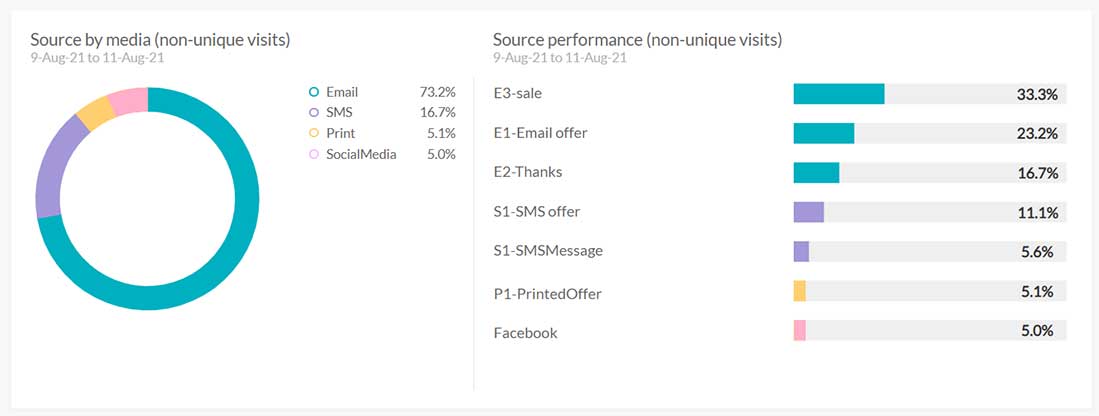 Source by media (non-unique visits)
9-Aug-21 to 11-Aug-21
Email 73.2%
SMS 16.7%
Print 5.1%
SocialMedia 5.0%
Source performance (non-unique visits)
9-Aug-21 to 11-Aug-21
E3-sale 33.3%
E1-Email offer 23.2%
E2-Thanks 16.7%
S1-SMS offer 11.1%
S1-SMSMessage 5.6%
P1-PrintedOffer 5.1%
Facebook 5.0%